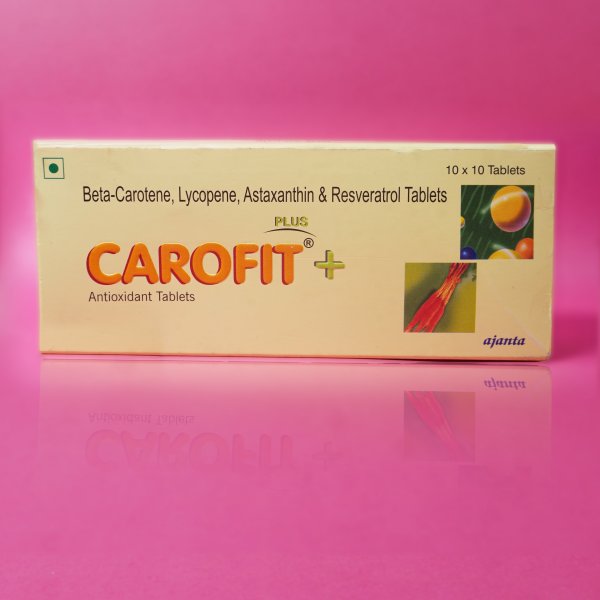 10 x 10 Tablets
Beta-Carotene, Lycopene, Astaxanthin & Resveratrol Tablets
PLUS
CAROFIT® +
Antioxidant Tablets
ajanta